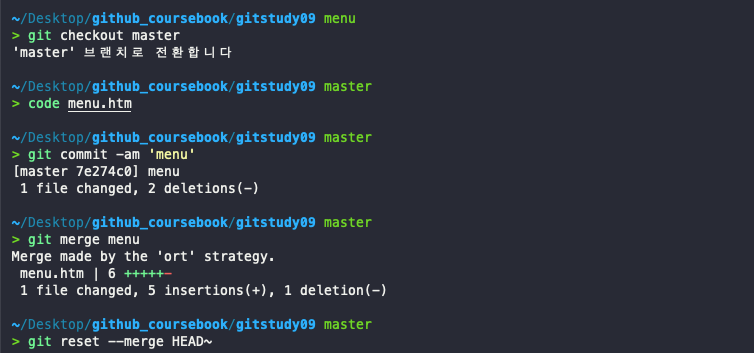 ~/Desktop/github_coursebook/gitstudy09 menu
> git checkout master
'master' 브랜치로 전환합니다
~/Desktop/github_coursebook/gitstudy09 master
> code menu.htm
~/Desktop/github_coursebook/gitstudy09 master
> git commit -am 'menu'
[master 7e274c0] menu
 1 file changed, 2 deletions(-)
~/Desktop/github_coursebook/gitstudy09 master
> git merge menu
Merge made by the 'ort' strategy.
 menu.htm | 6 +++++-
 1 file changed, 5 insertions(+), 1 deletion(-)
~/Desktop/github_coursebook/gitstudy09 master
> git reset --merge HEAD~